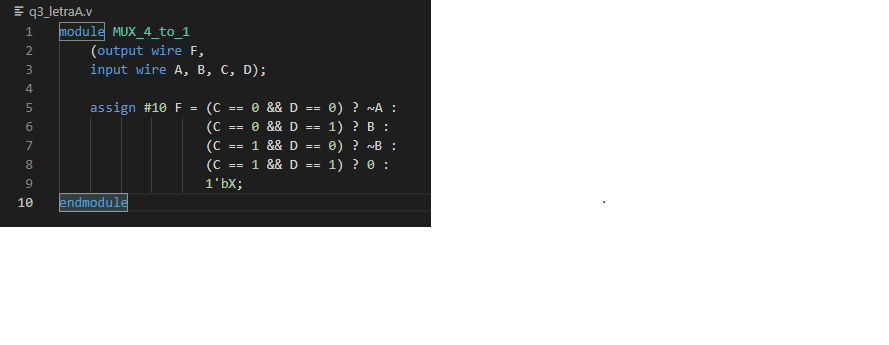 q3_letraA.v
1 module MUX_4_to_1
2 (output wire F,
3 input wire A, B, C, D);
4
5 assign #10 F = (C == 0 && D == 0) ? ~A :
6 (C == 0 && D == 1) ? B :
7 (C == 1 && D == 0) ? ~B :
8 (C == 1 && D == 1) ? 0 :
9 1'bX;
10 endmodule
.